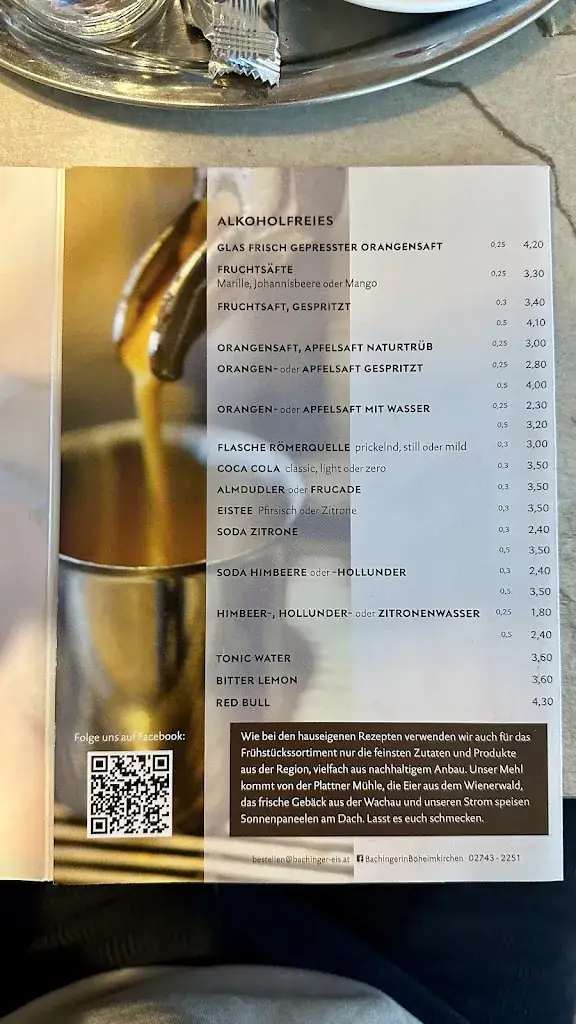 ALKOHOLFREIES
GLAS FRISCH GEPRESSTER ORANGENSAFT 0,25 4,20
FRUCHTSÄFTE 0,25 3,30
Marille, Johannisbeere oder Mango
FRUCHTSAFT, GESPRITZT 0,3 3,40
0,5 4,10
ORANGENSAFT, APFELSAFT NATURTRÜB 0,25 3,00
ORANGEN- oder APFELSAFT GESPRITZT 0,25 2,80
0,5 4,00
ORANGEN- oder APFELSAFT MIT WASSER 0,25 2,30
0,5 3,20
FLASCHE RÖMERQUELLE prickelnd, still oder mild 0,3 3,00
COCA COLA classic, light oder zero 0,3 3,50
ALMDUDLER oder FRUCADE 0,3 3,50
EISTEE Pfirsisch oder Zitrone 0,3 3,50
SODA ZITRONE 0,3 2,40
0,5 3,50
SODA HIMBEERE oder -HOLLUNDER 0,3 2,40
0,5 3,50
HIMBEER-, HOLLUNDER- oder ZITRONENWASSER 0,25 1,80
0,5 2,40
TONIC WATER 3,60
BITTER LEMON 3,60
RED BULL 4,30
Folge uns auf Facebook:
Wie bei den hauseigenen Rezepten verwenden wir auch für das
Frühstückssortiment nur die feinsten Zutaten und Produkte
aus der Region, vielfach aus nachhaltigem Anbau. Unser Mehl
kommt von der Plattner Mühle, die Eier aus dem Wienerwald,
das frische Gebäck aus der Wachau und unseren Strom speisen
Sonnenpaneelen am Dach. Lasst es euch schmecken.
bestellen@bachinger-eis.at BachingerinBöheimkirchen 02743 - 2251